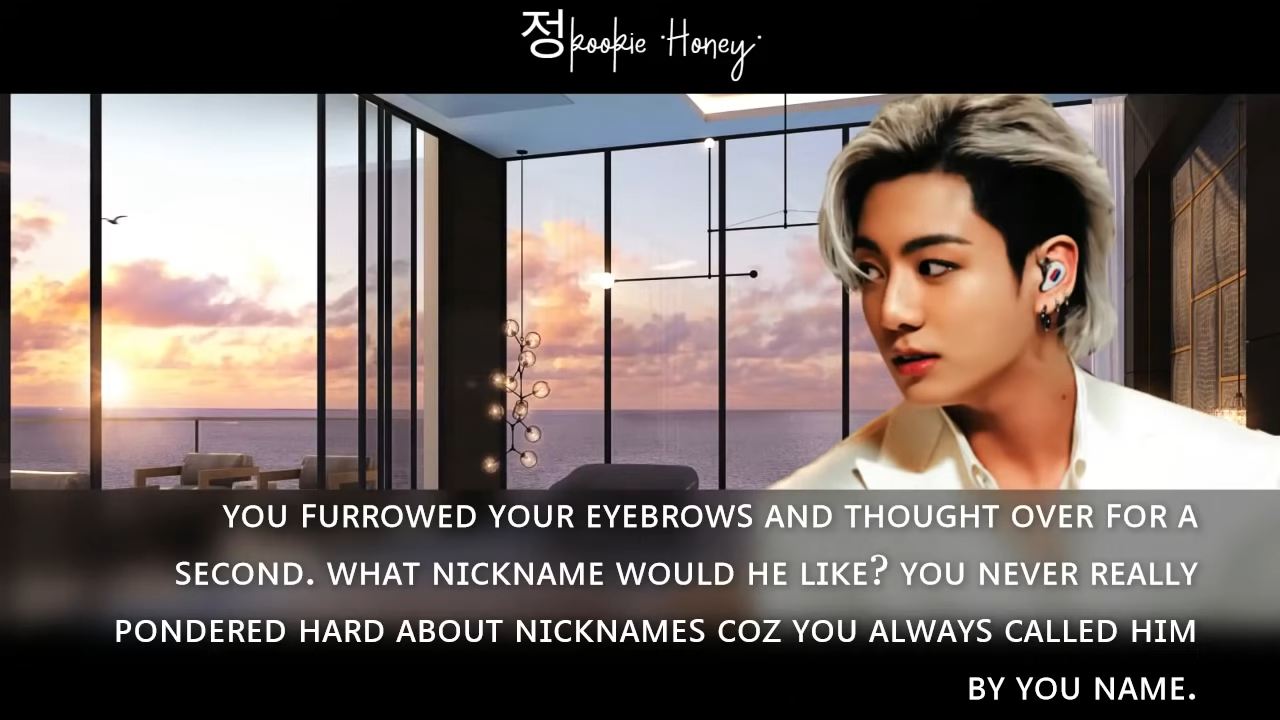 정kookie Honey
YOU FURROWED YOUR EYEBROWS AND THOUGHT OVER FOR A
SECOND. WHAT NICKNAME WOULD HE LIKE? YOU NEVER REALLY
PONDERED HARD ABOUT NICKNAMES COZ YOU ALWAYS CALLED HIM
BY YOU NAME.